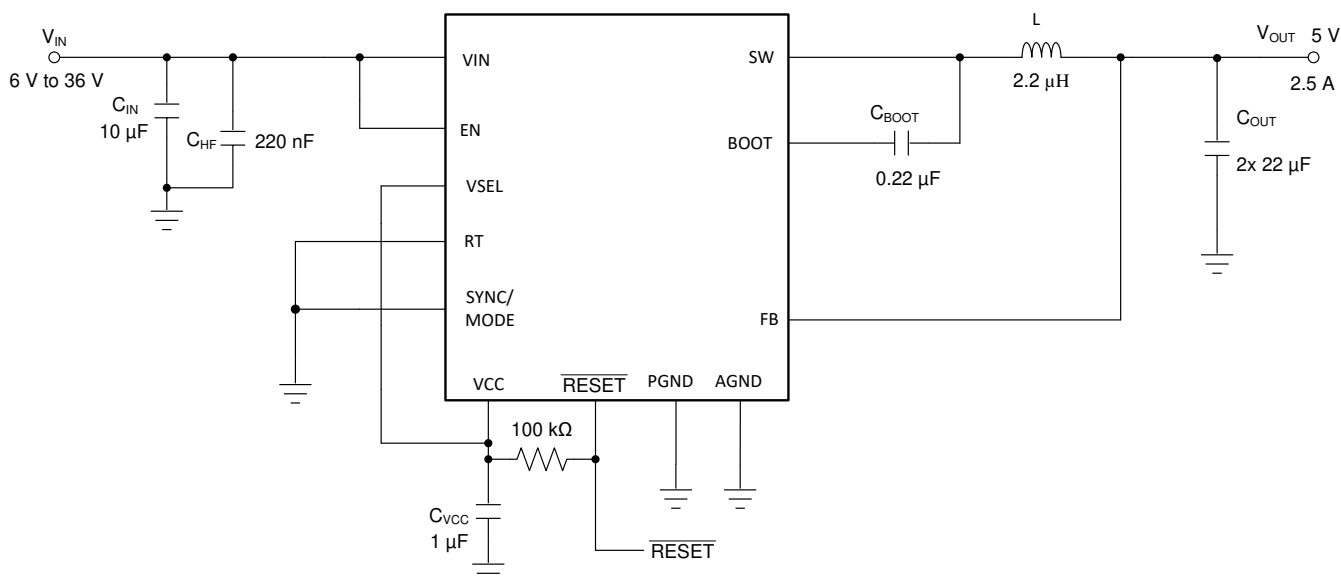 V_IN
6 V to 36 V
C_IN
10 µF
C_HF
220 nF
VIN
EN
VSEL
RT
SYNC/
MODE
VCC
RESET
PGND
AGND
SW
BOOT
FB
C_BOOT
0.22 µF
L
2.2 µH
V_OUT 5 V
2.5 A
C_OUT
2x 22 µF
100 kΩ
C_VCC
1 µF
RESET